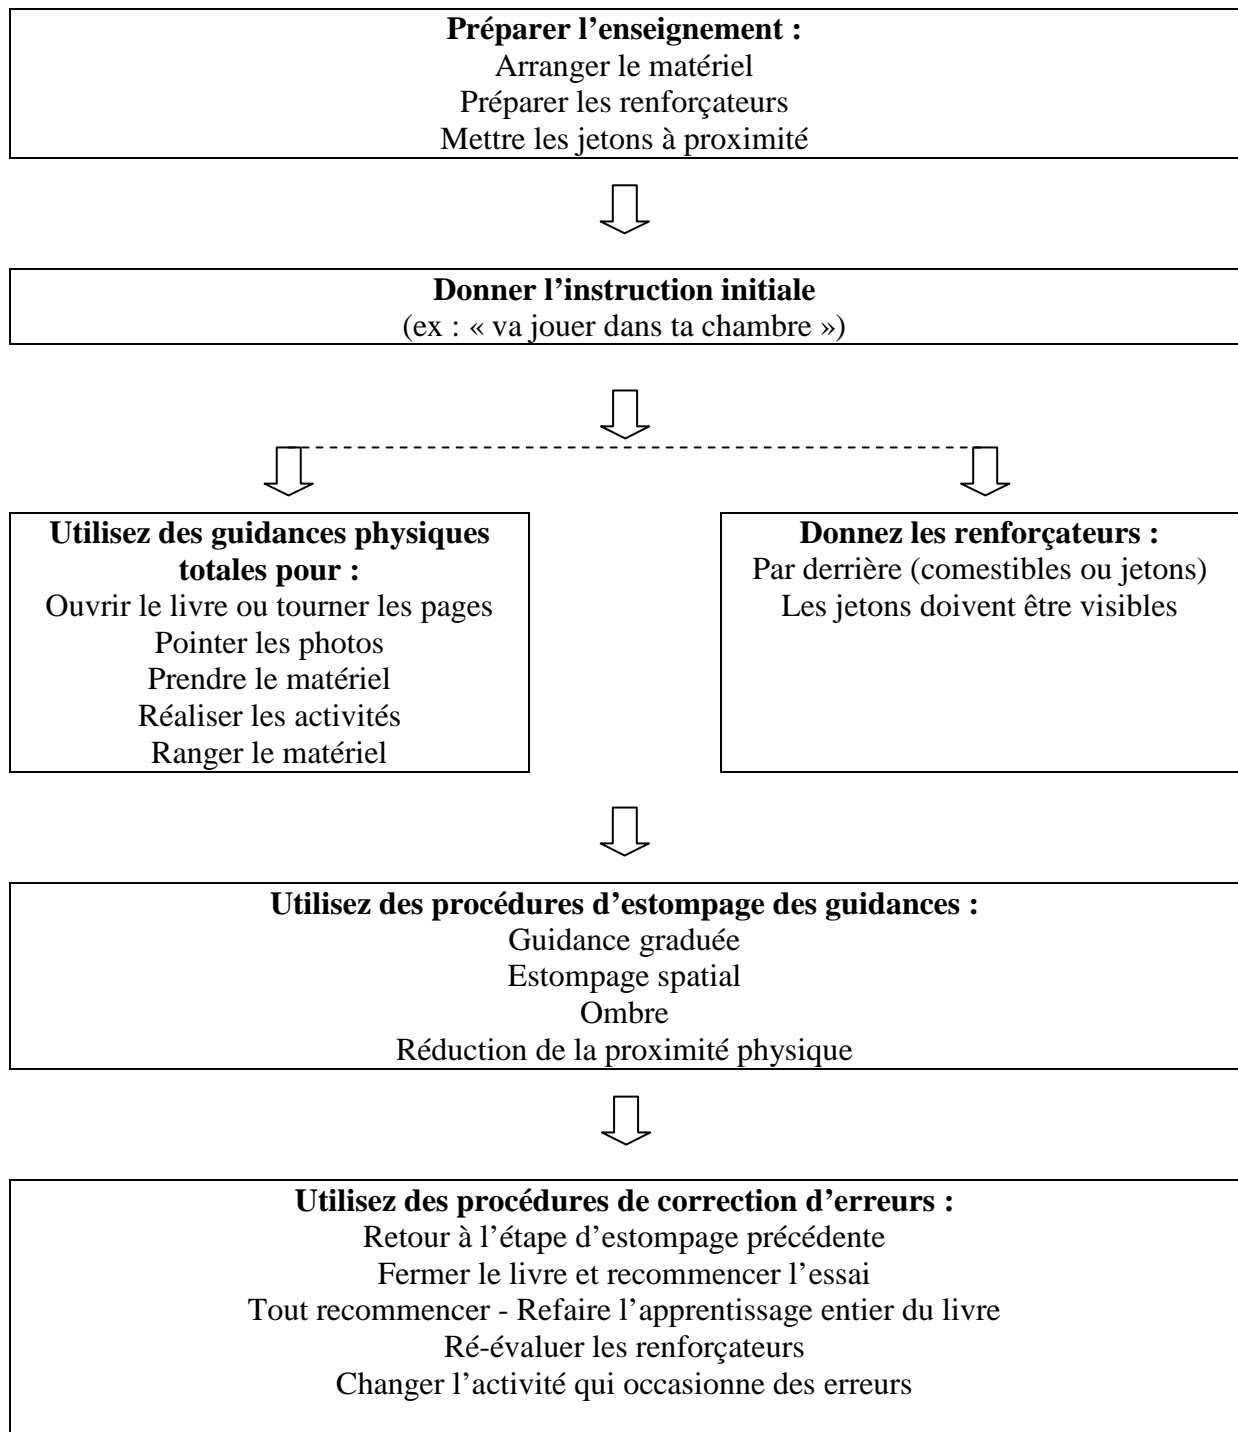 Préparer l’enseignement :
Arranger le matériel
Préparer les renforçateurs
Mettre les jetons à proximité
Donner l’instruction initiale
(ex : « va jouer dans ta chambre »)
Utilisez des guidances physiques
totales pour :
Ouvrir le livre ou tourner les pages
Pointer les photos
Prendre le matériel
Réaliser les activités
Ranger le matériel
Donnez les renforçateurs :
Par derrière (comestibles ou jetons)
Les jetons doivent être visibles
Utilisez des procédures d’estompage des guidances :
Guidance graduée
Estompage spatial
Ombre
Réduction de la proximité physique
Utilisez des procédures de correction d’erreurs :
Retour à l’étape d’estompage précédente
Fermer le livre et recommencer l’essai
Tout recommencer - Refaire l’apprentissage entier du livre
Ré-évaluer les renforçateurs
Changer l’activité qui occasionne des erreurs